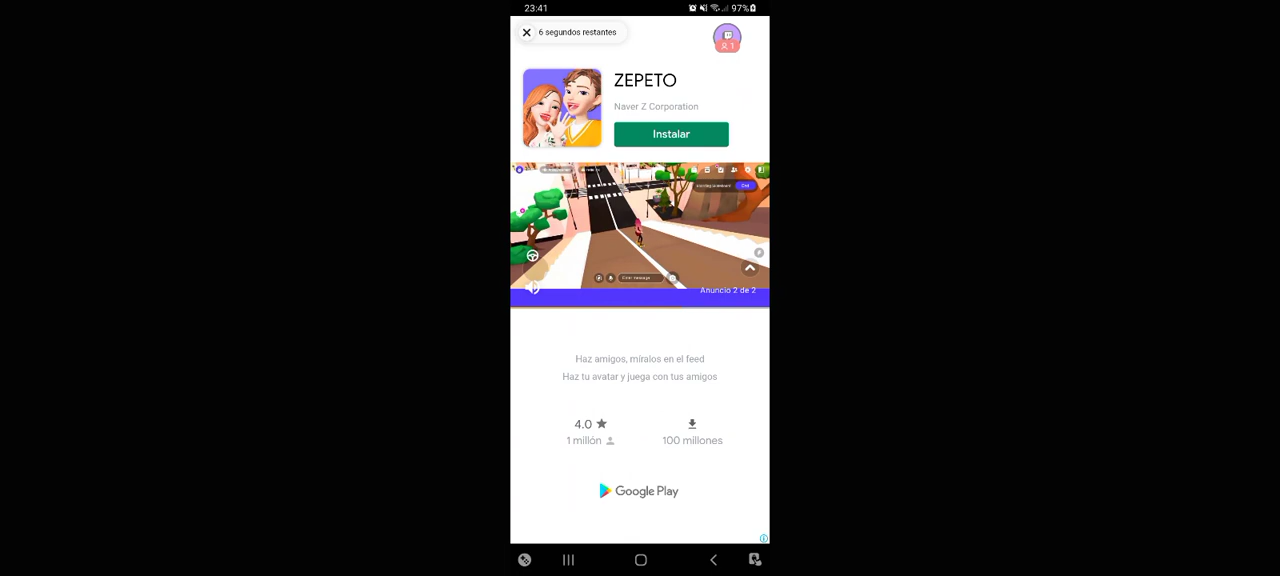 23:41
97%
6 segundos restantes
1
ZEPETO
Naver Z Corporation
Instalar
Anuncio 2 de 2
Haz amigos, míralos en el feed
Haz tu avatar y juega con tus amigos
4.0
1 millón
100 millones
Google Play